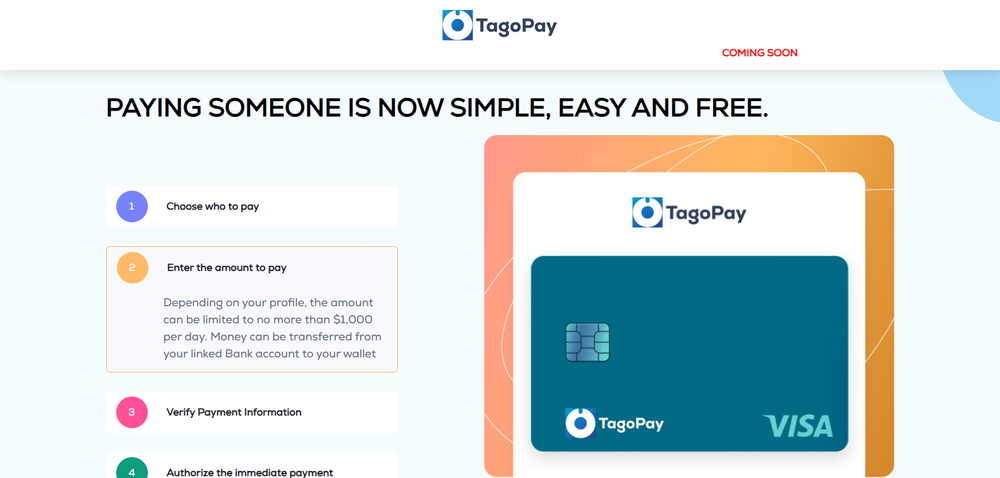 TagoPay
COMING SOON
PAYING SOMEONE IS NOW SIMPLE, EASY AND FREE.
1 Choose who to pay
2 Enter the amount to pay
Depending on your profile, the amount
can be limited to no more than $1,000
per day. Money can be transferred from
your linked Bank account to your wallet
3 Verify Payment Information
4 Authorize the immediate payment
TagoPay
TagoPay
VISA